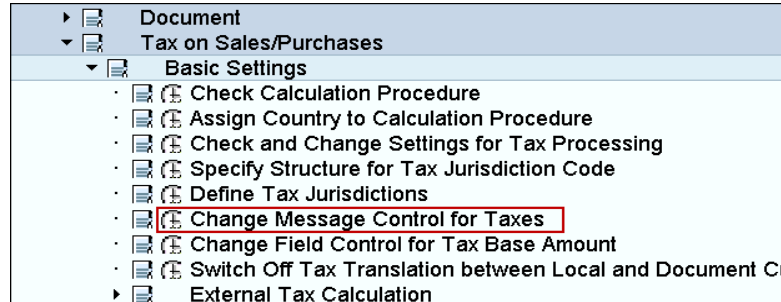 Document
Tax on Sales/Purchases
Basic Settings
Check Calculation Procedure
Assign Country to Calculation Procedure
Check and Change Settings for Tax Processing
Specify Structure for Tax Jurisdiction Code
Define Tax Jurisdictions
Change Message Control for Taxes
Change Field Control for Tax Base Amount
Switch Off Tax Translation between Local and Document
External Tax Calculation